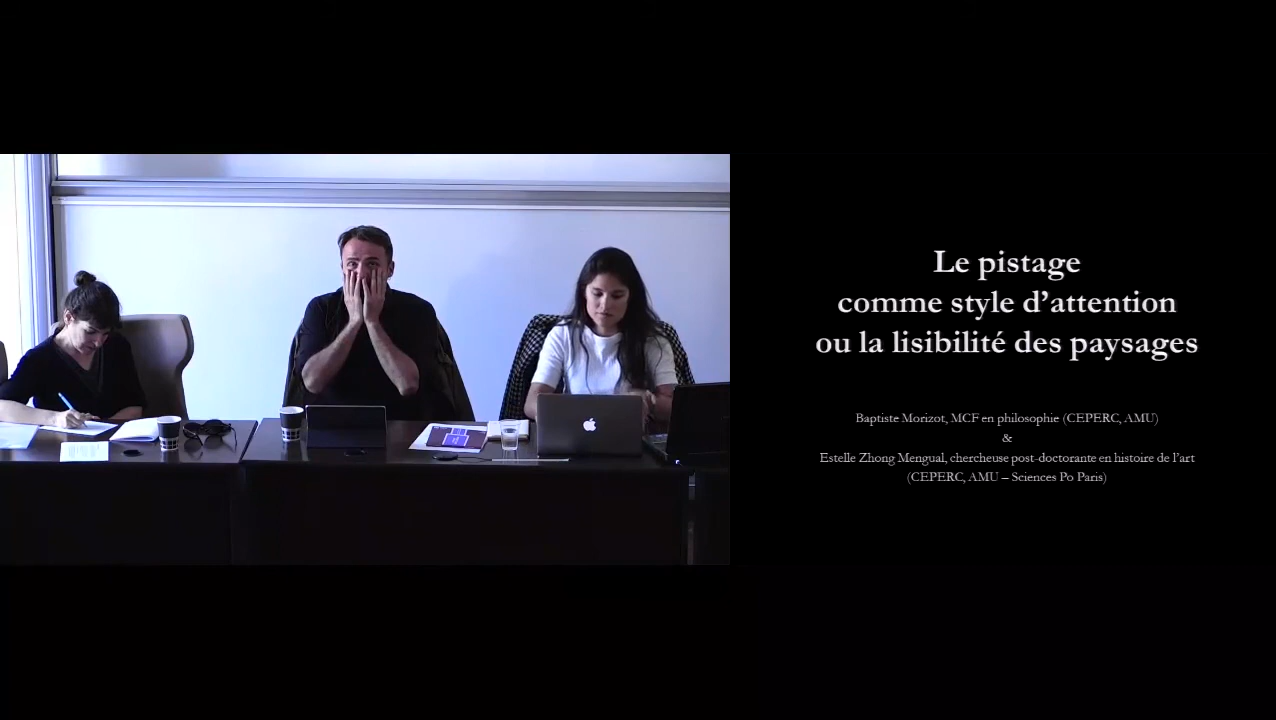 Le pistage
comme style d’attention
ou la lisibilité des paysages
Baptiste Morizot, MCF en philosophie (CEPERC, AMU)
&
Estelle Zhong Mengual, chercheuse post-doctorante en histoire de l’art
(CEPERC, AMU – Sciences Po Paris)